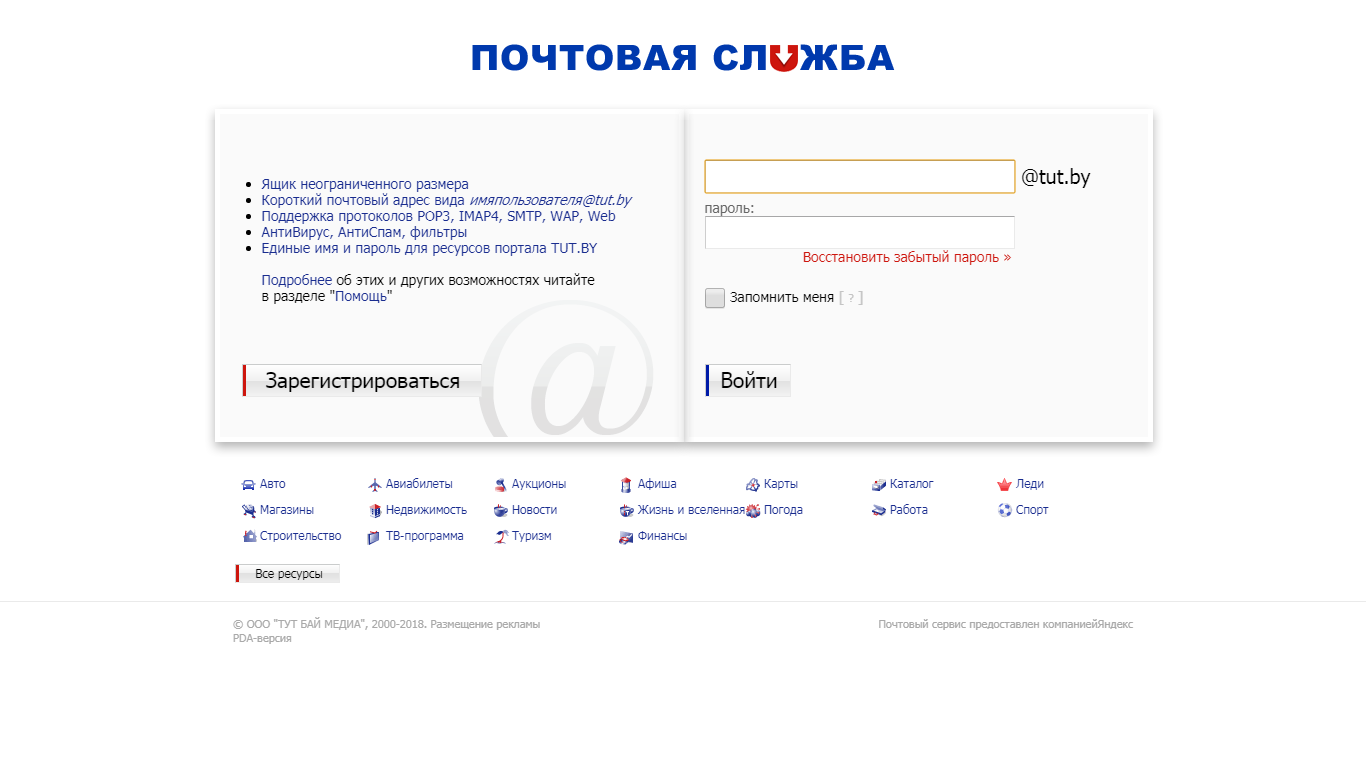 ПОЧТОВАЯ СЛУЖБА
Ящик неограниченного размера
Короткий почтовый адрес вида имяпользователя@tut.by
Поддержка протоколов POP3, IMAP4, SMTP, WAP, Web
АнтиВирус, АнтиСпам, фильтры
Единые имя и пароль для ресурсов портала TUT.BY
Подробнее об этих и других возможностях читайте
в разделе "Помощь"
Зарегистрироваться
@
@tut.by
пароль:
Восстановить забытый пароль »
Запомнить меня [ ? ]
Войти
Авто Авиабилеты Аукционы Афиша Карты Каталог Леди
Магазины Недвижимость Новости Жизнь и вселенная Погода Работа Спорт
Строительство ТВ-программа Туризм Финансы
Все ресурсы
© ООО "ТУТ БАЙ МЕДИА", 2000-2018. Размещение рекламы
PDA-версия
Почтовый сервис предоставлен компаниейЯндекс